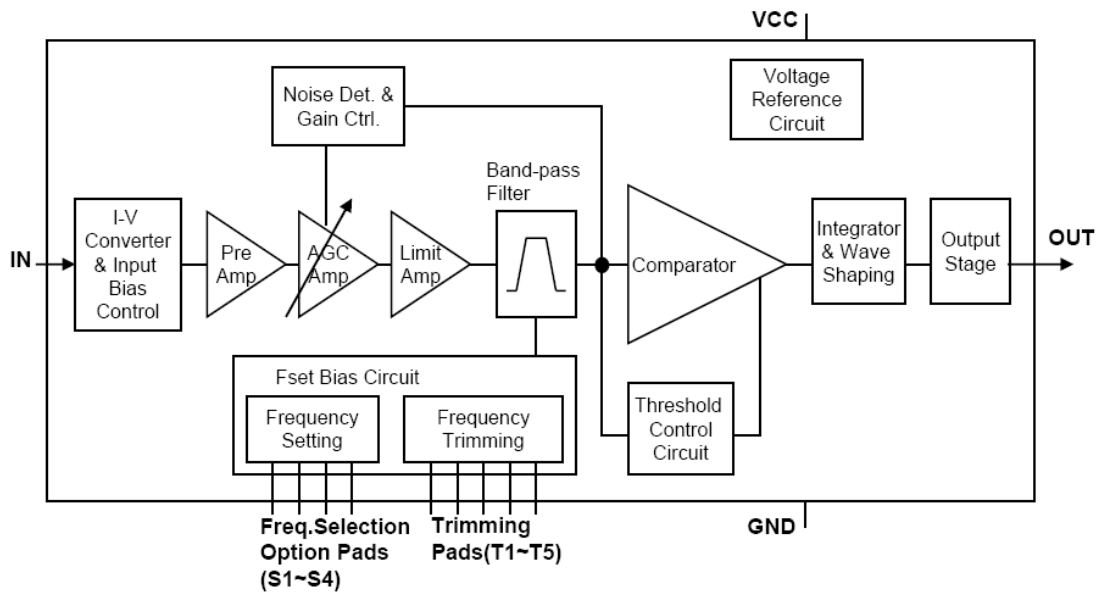 VCC
Noise Det. &
Gain Ctrl.
Voltage
Reference
Circuit
Band-pass
Filter
IN
I-V
Converter
& Input
Bias
Control
Pre
Amp
AGC
Amp
Limit
Amp
Comparator
Integrator
& Wave
Shaping
Output
Stage
OUT
Fset Bias Circuit
Frequency
Setting
Frequency
Trimming
Threshold
Control
Circuit
Freq.Selection
Option Pads
(S1~S4)
Trimming
Pads(T1~T5)
GND